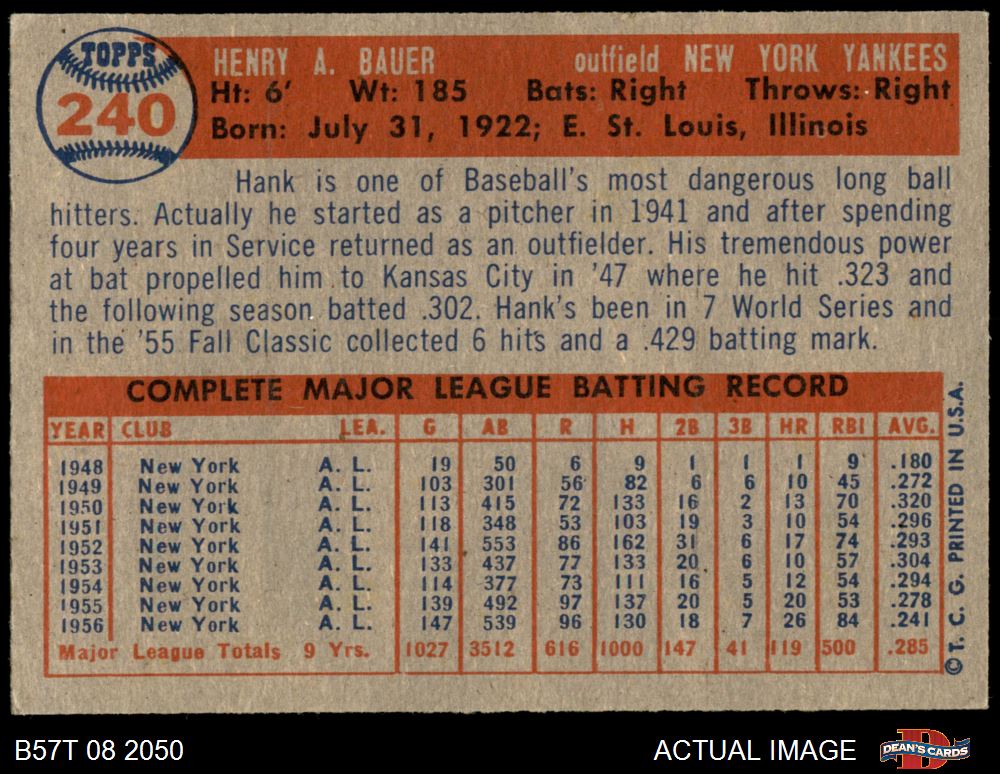 TOPPS
240
HENRY A. BAUER outfield NEW YORK YANKEES
Ht: 6' Wt: 185 Bats: Right Throws: Right
Born: July 31, 1922; E. St. Louis, Illinois
Hank is one of Baseball's most dangerous long ball
hitters. Actually he started as a pitcher in 1941 and after spending
four years in Service returned as an outfielder. His tremendous power
at bat propelled him to Kansas City in '47 where he hit .323 and
the following season batted .302. Hank's been in 7 World Series and
in the '55 Fall Classic collected 6 hits and a .429 batting mark.
COMPLETE MAJOR LEAGUE BATTING RECORD
YEAR CLUB LEA. G AB R H 2B 3B HR RBI AVG.
1948 New York A. L. 19 50 6 9 1 1 1 9 .180
1949 New York A. L. 103 301 56 82 6 6 10 45 .272
1950 New York A. L. 113 415 72 133 16 2 13 70 .320
1951 New York A. L. 118 348 53 103 19 3 10 54 .296
1952 New York A. L. 141 553 86 162 31 6 17 74 .293
1953 New York A. L. 133 437 77 133 20 6 10 57 .304
1954 New York A. L. 114 377 73 111 16 5 12 54 .294
1955 New York A. L. 139 492 97 137 20 5 20 53 .278
1956 New York A. L. 147 539 96 130 18 7 26 84 .241
Major League Totals 9 Yrs. 1027 3512 616 1000 147 41 119 500 .285
© T. C. G. PRINTED IN U.S.A.
B57T 08 2050
ACTUAL IMAGE
DEAN'S CARDS